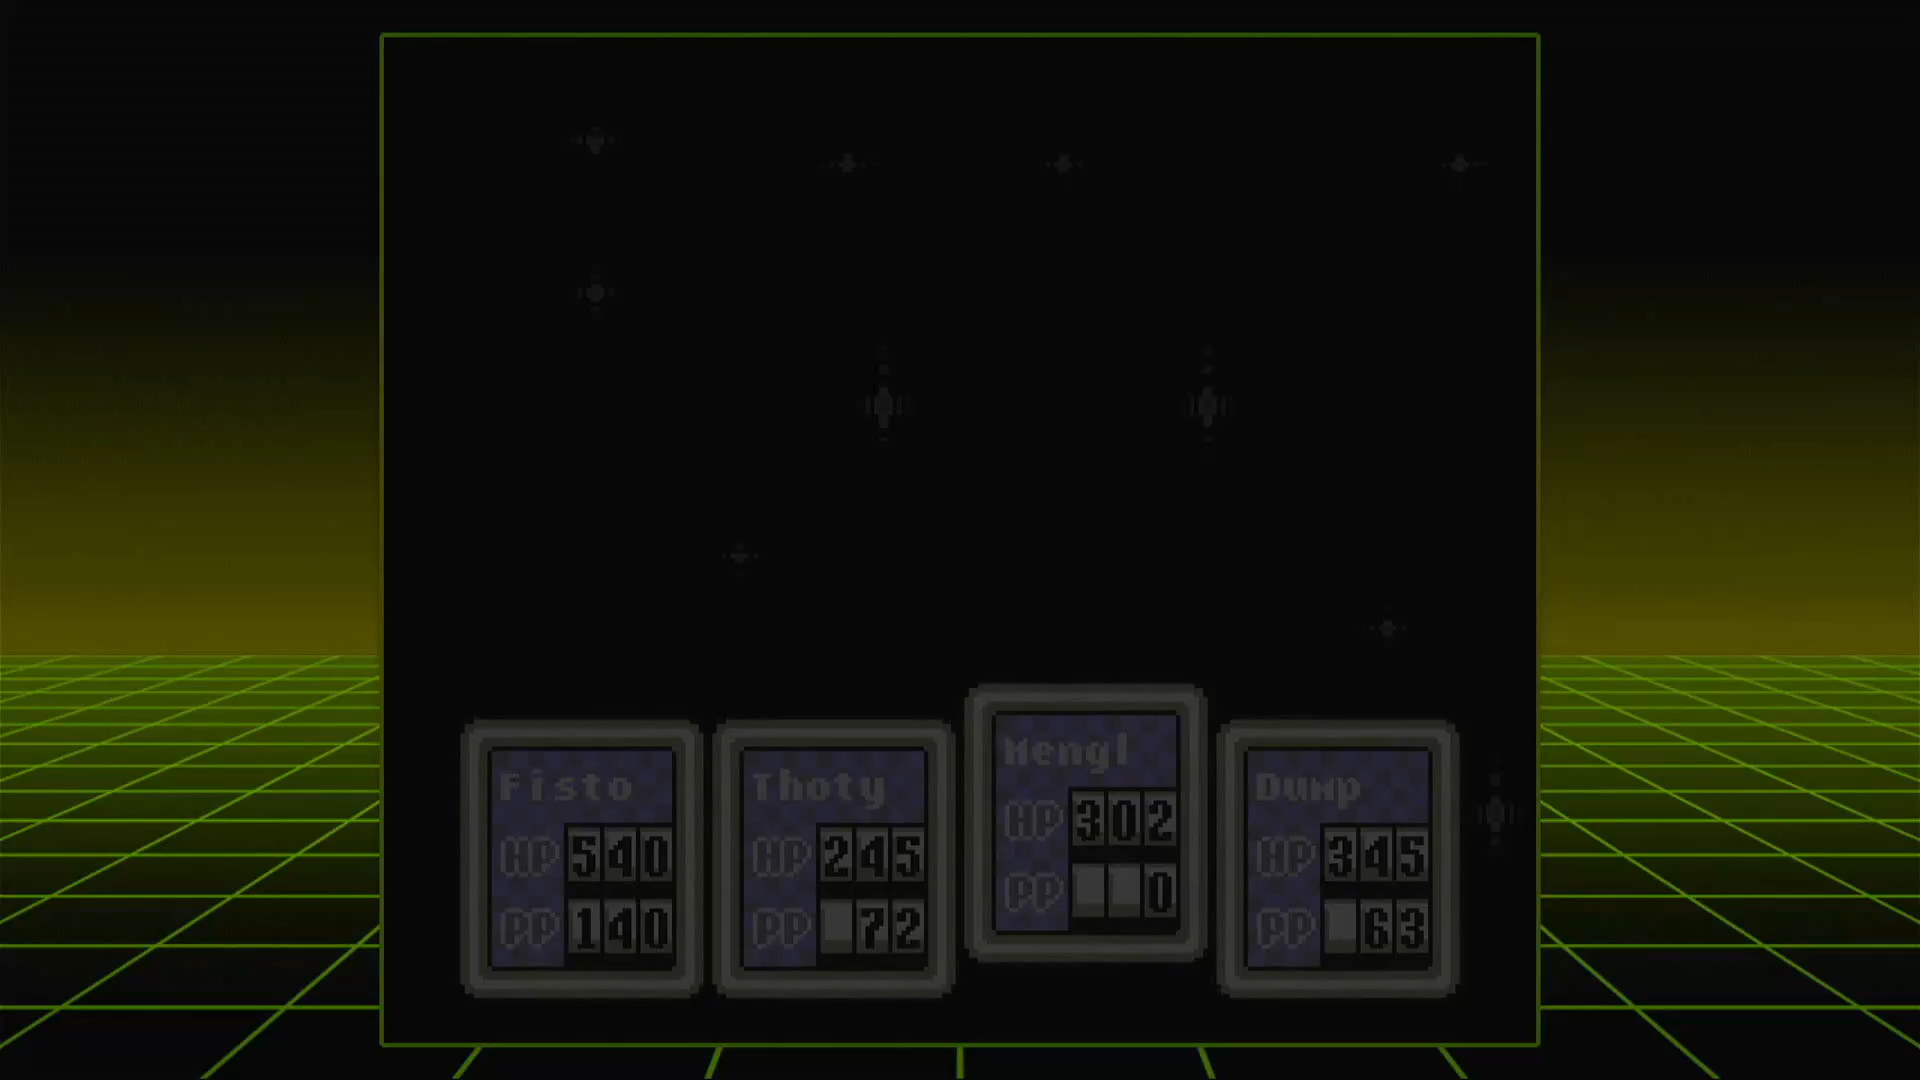 Fisto
HP 540
PP 140
Thoty
HP 245
PP 72
Mengl
HP 302
PP 0
Dump
HP 345
PP 63